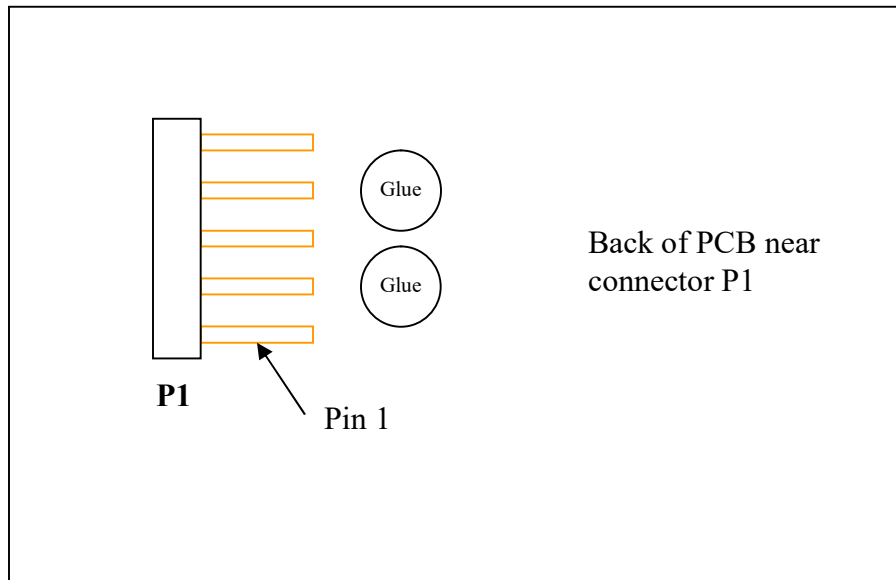 Glue
Glue
Back of PCB near
connector P1
P1
Pin 1